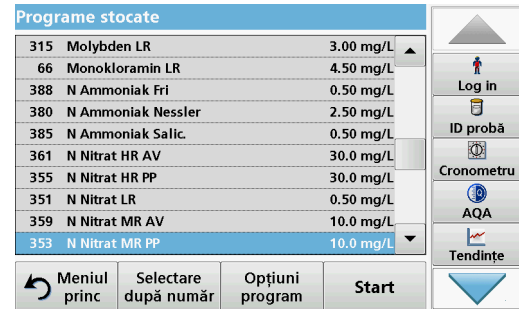 Programe stocate
315 Molybden LR 3.00 mg/L
66 Monokloramin LR 4.50 mg/L
388 N Ammoniak Fri 0.50 mg/L
380 N Ammoniak Nessler 2.50 mg/L
385 N Ammoniak Salic. 0.50 mg/L
361 N Nitrat HR AV 30.0 mg/L
355 N Nitrat HR PP 30.0 mg/L
351 N Nitrat LR 0.50 mg/L
359 N Nitrat MR AV 10.0 mg/L
353 N Nitrat MR PP 10.0 mg/L
Meniul
princ
Selectare
după număr
Opțiuni
program
Start
Log in
ID probă
Cronometru
AQA
Tendințe